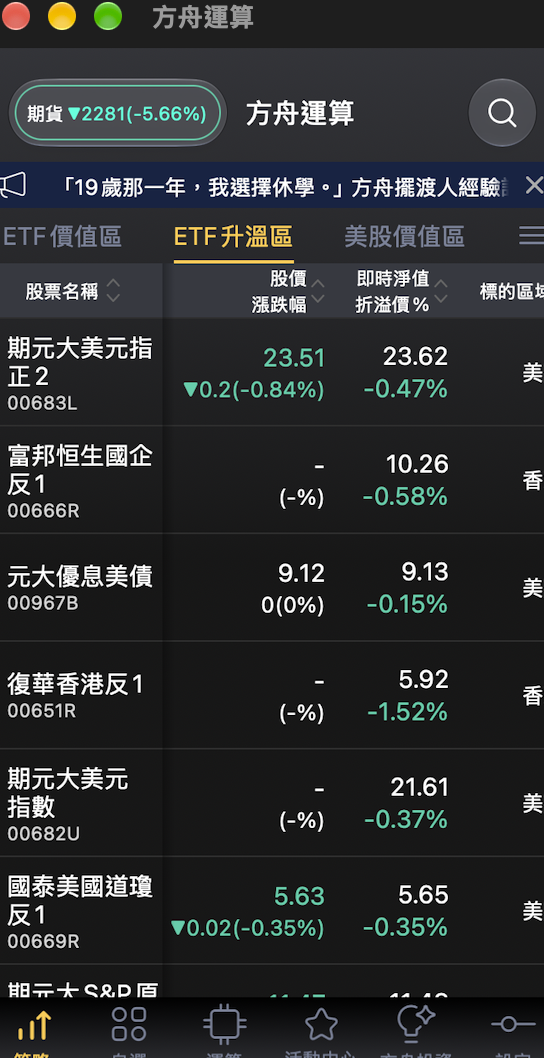 方舟運算
期貨 ▼2281(-5.66%) 方舟運算
「19歲那一年，我選擇休學。」方舟擺渡人經驗
ETF價值區 ETF升溫區 美股價值區
股票名稱 股價 即時淨值 標的區域
漲跌幅 折溢價%
期元大美元指 23.51 23.62 美
正2 ▼0.2(-0.84%) -0.47%
00683L
富邦恒生國企 - 10.26 香
反1 (-%) -0.58%
00666R
元大優息美債 9.12 9.13 美
00967B 0(0%) -0.15%
復華香港反1 - 5.92 香
00651R (-%) -1.52%
期元大美元 - 21.61 美
指數 (-%) -0.37%
00682U
國泰美國道瓊 5.63 5.65 美
反1 ▼0.02(-0.35%) -0.35%
00669R
期元大S&P原